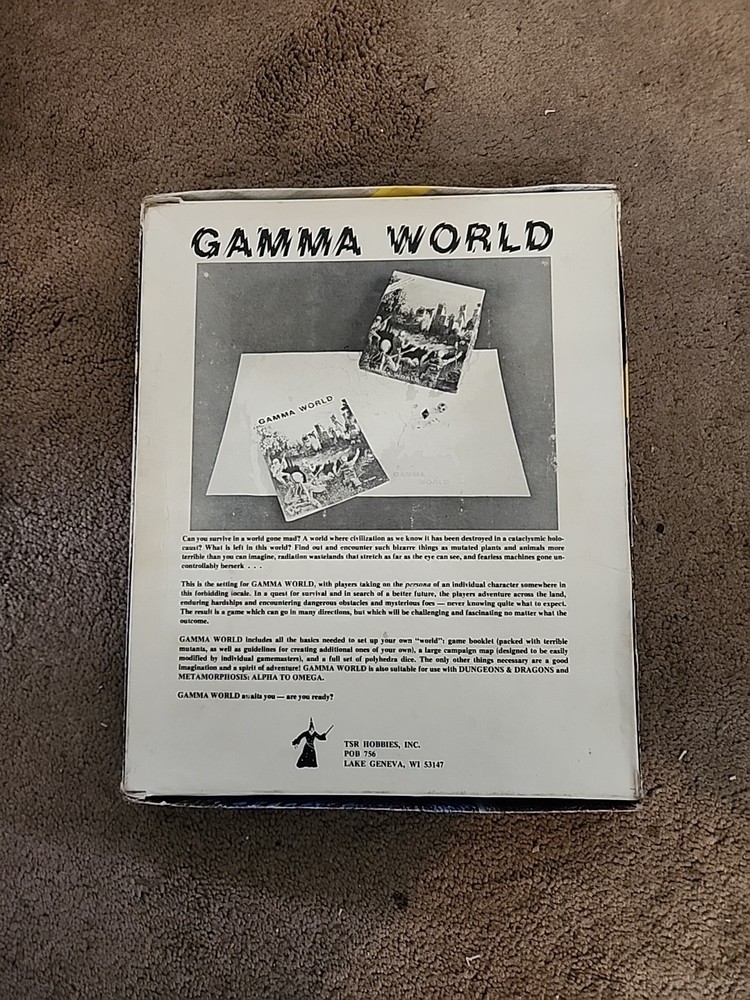 GAMMA WORLD
GAMMA WORLD
GAMMA
WORLD
Can you survive in a world gone mad? A world where civilization as we know it has been destroyed in a cataclysmic holo-
caust? What is left in this world? Find out and encounter such bizarre things as mutated plants and animals more
terrible than you can imagine, radiation wastelands that stretch as far as the eye can see, and fearless machines gone un-
controllably berserk . . .
This is the setting for GAMMA WORLD, with players taking on the persona of an individual character somewhere in
this forbidding locale. In a quest for survival and in search of a better future, the players adventure across the land,
enduring hardships and encountering dangerous obstacles and mysterious foes — never knowing quite what to expect.
The result is a game which can go in many directions, but which will be challenging and fascinating no matter what the
outcome.
GAMMA WORLD includes all the basics needed to set up your own "world": game booklet (packed with terrible
mutants, as well as guidelines for creating additional ones of your own), a large campaign map (designed to be easily
modified by individual gamemasters), and a full set of polyhedra dice. The only other things necessary are a good
imagination and a spirit of adventure! GAMMA WORLD is also suitable for use with DUNGEONS & DRAGONS and
METAMORPHOSIS: ALPHA TO OMEGA.
GAMMA WORLD awaits you — are you ready?
TSR HOBBIES, INC.
POB 756
LAKE GENEVA, WI 53147